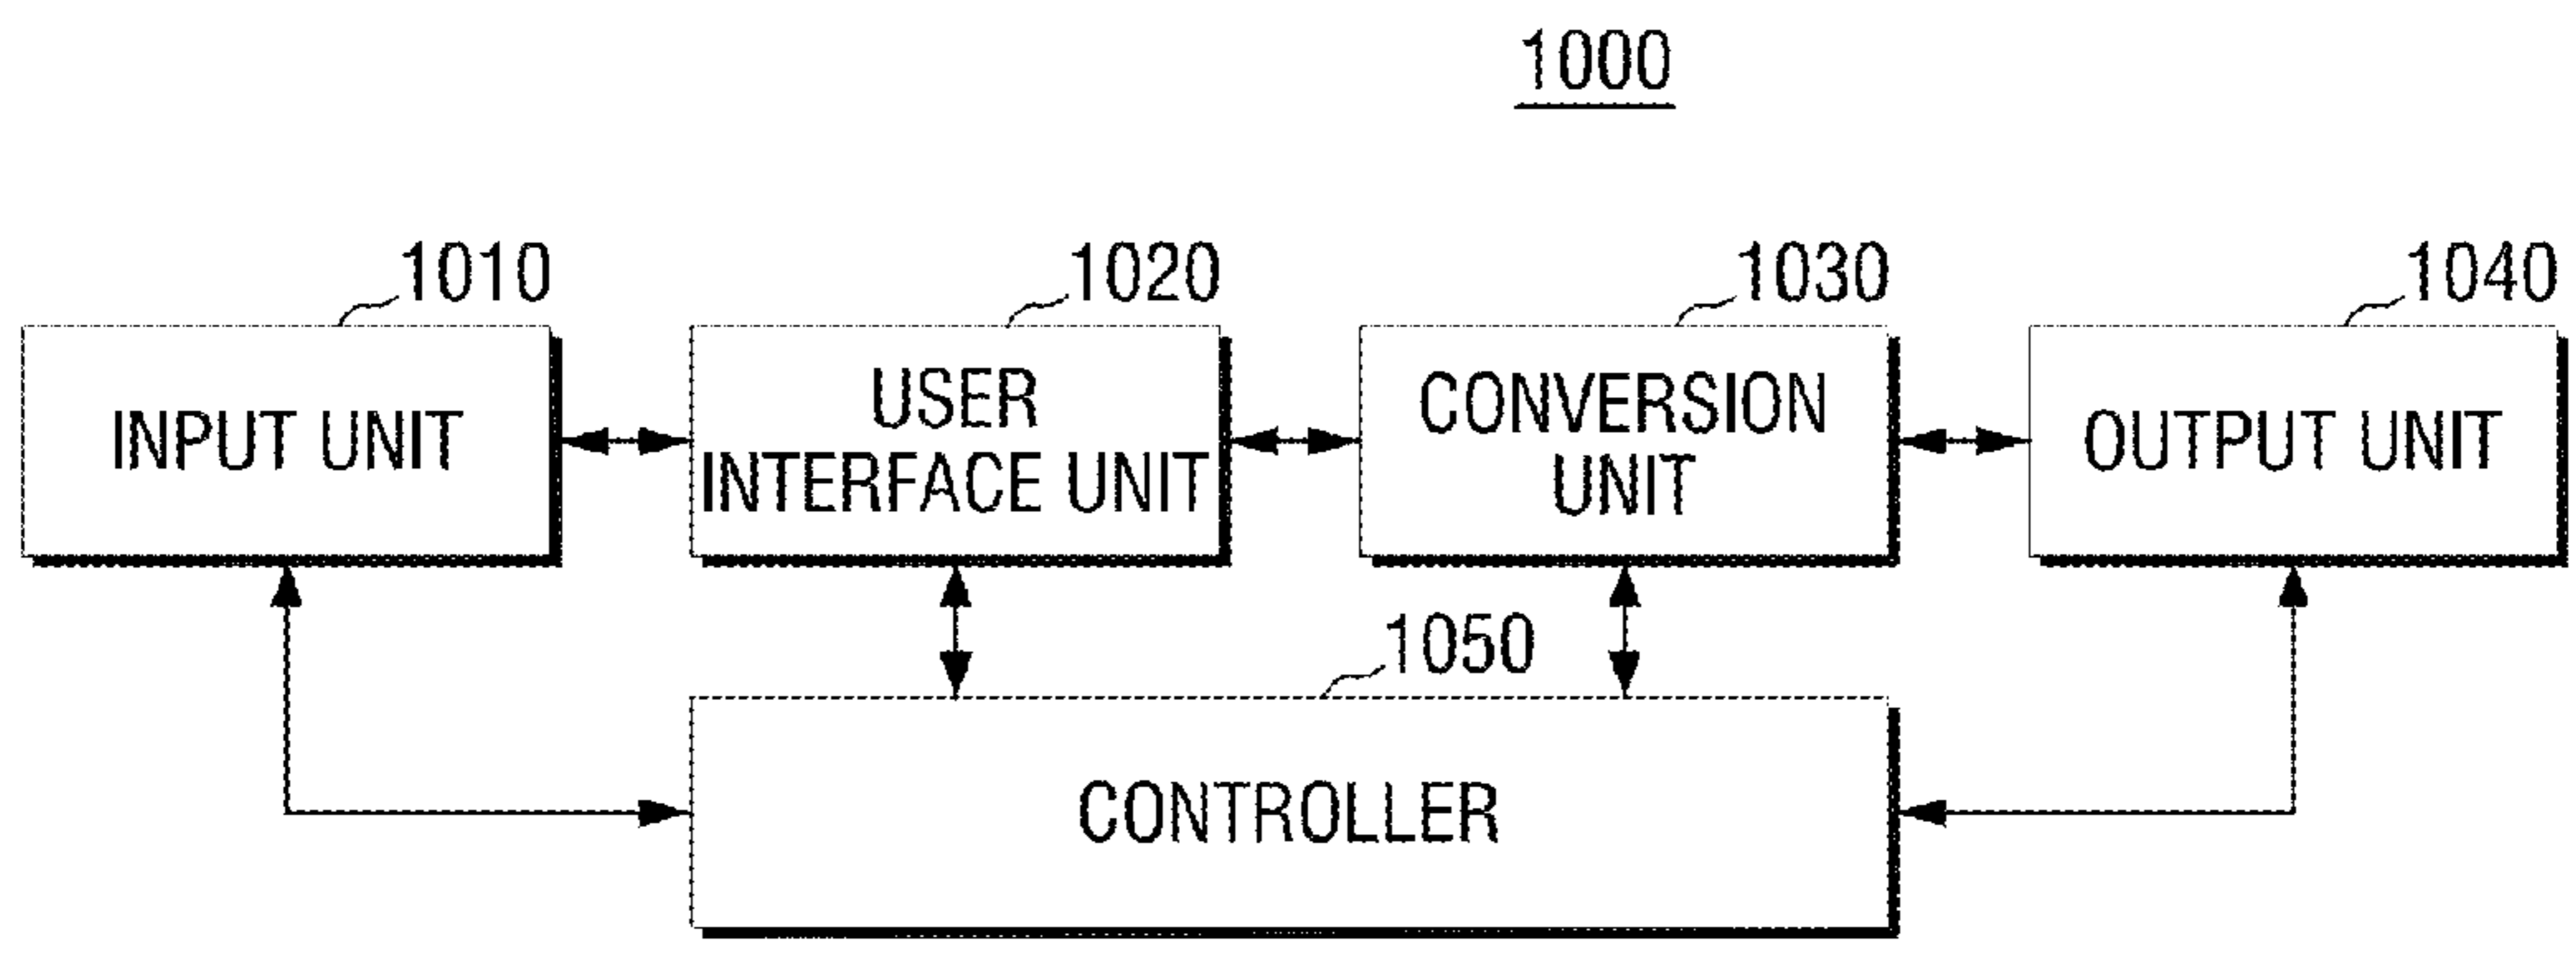 1000
1010
1020
1030
1040
INPUT UNIT
USER
INTERFACE UNIT
CONVERSION
UNIT
OUTPUT UNIT
1050
CONTROLLER